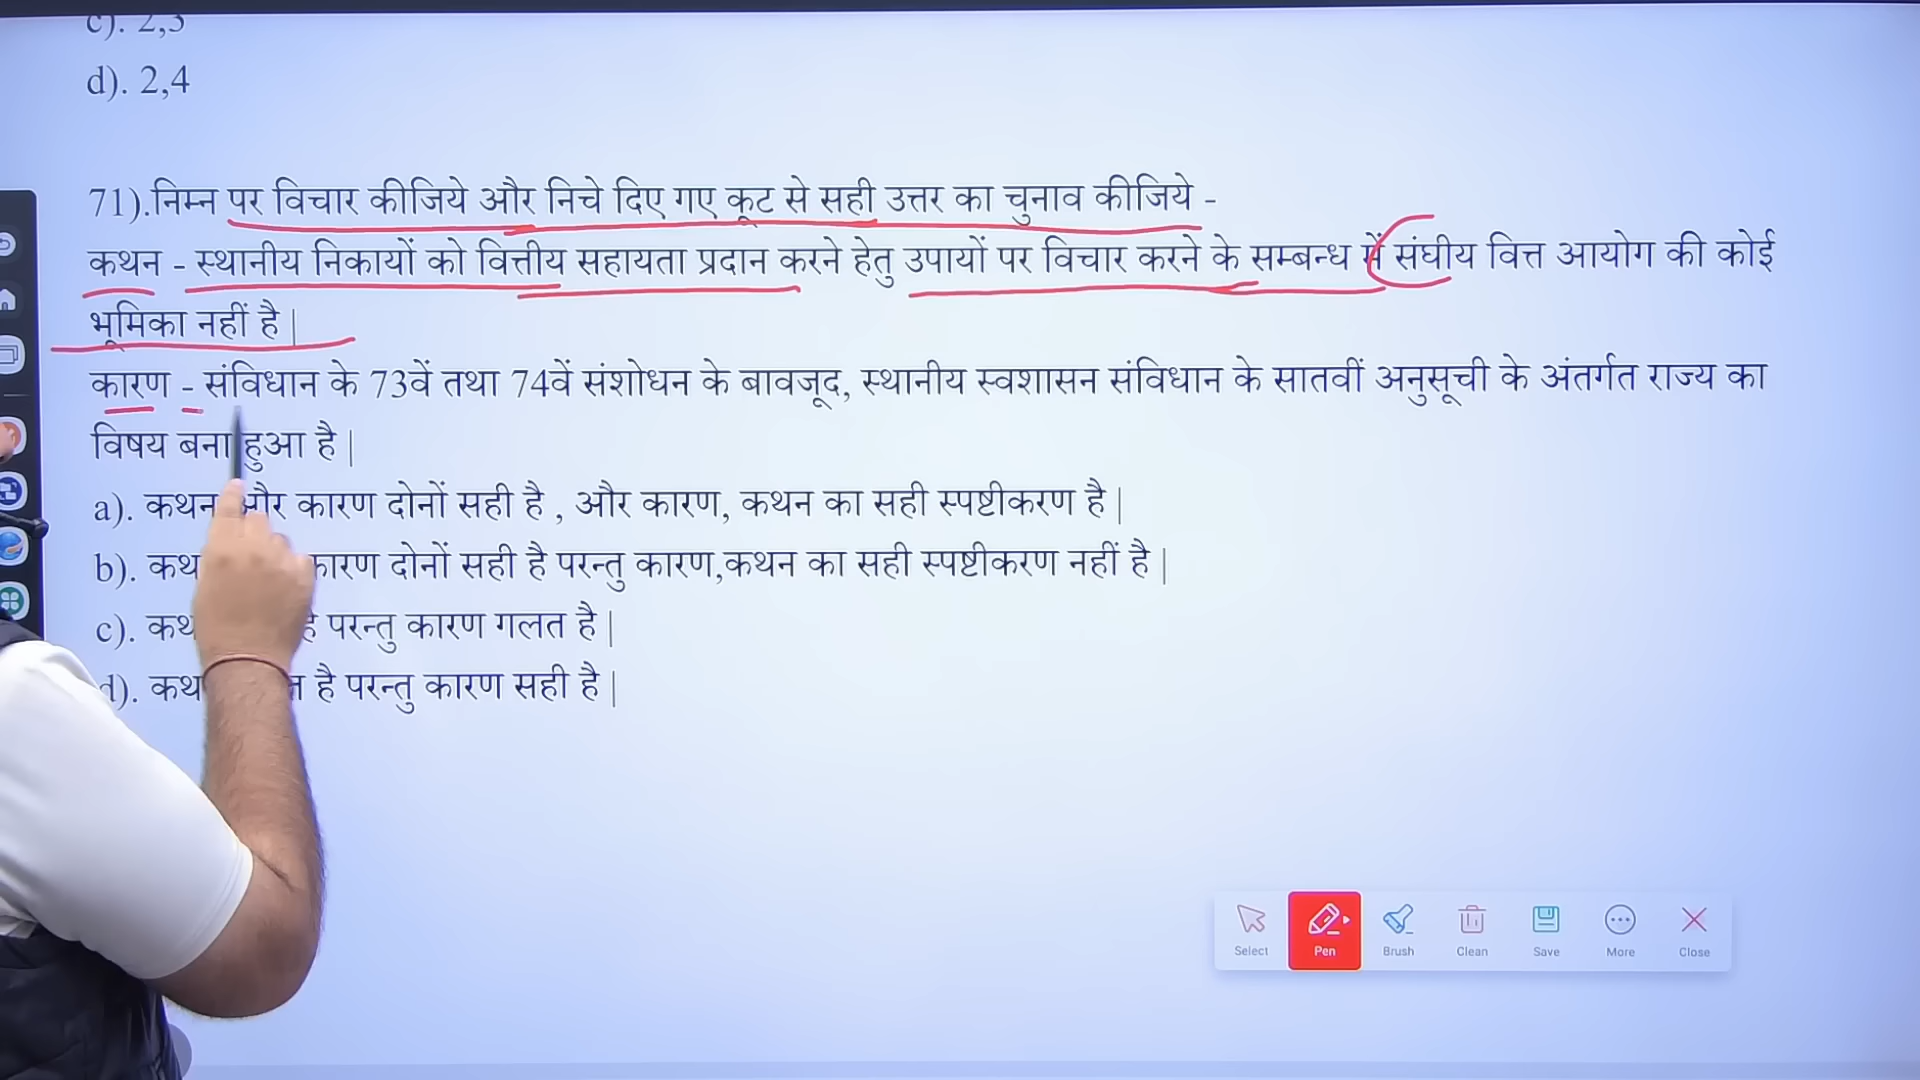 c). 2,3
d). 2,4
71).निम्न पर विचार कीजिये और निचे दिए गए कूट से सही उत्तर का चुनाव कीजिये -
कथन - स्थानीय निकायों को वित्तीय सहायता प्रदान करने हेतु उपायों पर विचार करने के सम्बन्ध में संघीय वित्त आयोग की कोई
भूमिका नहीं है |
कारण - संविधान के 73वें तथा 74वें संशोधन के बावजूद, स्थानीय स्वशासन संविधान के सातवीं अनुसूची के अंतर्गत राज्य का
विषय बना हुआ है |
a). कथन और कारण दोनों सही है , और कारण, कथन का सही स्पष्टीकरण है |
b). कारण दोनों सही है परन्तु कारण,कथन का सही स्पष्टीकरण नहीं है |
c). है परन्तु कारण गलत है |
d). है परन्तु कारण सही है |
Select Pen Brush Clean Save More Close